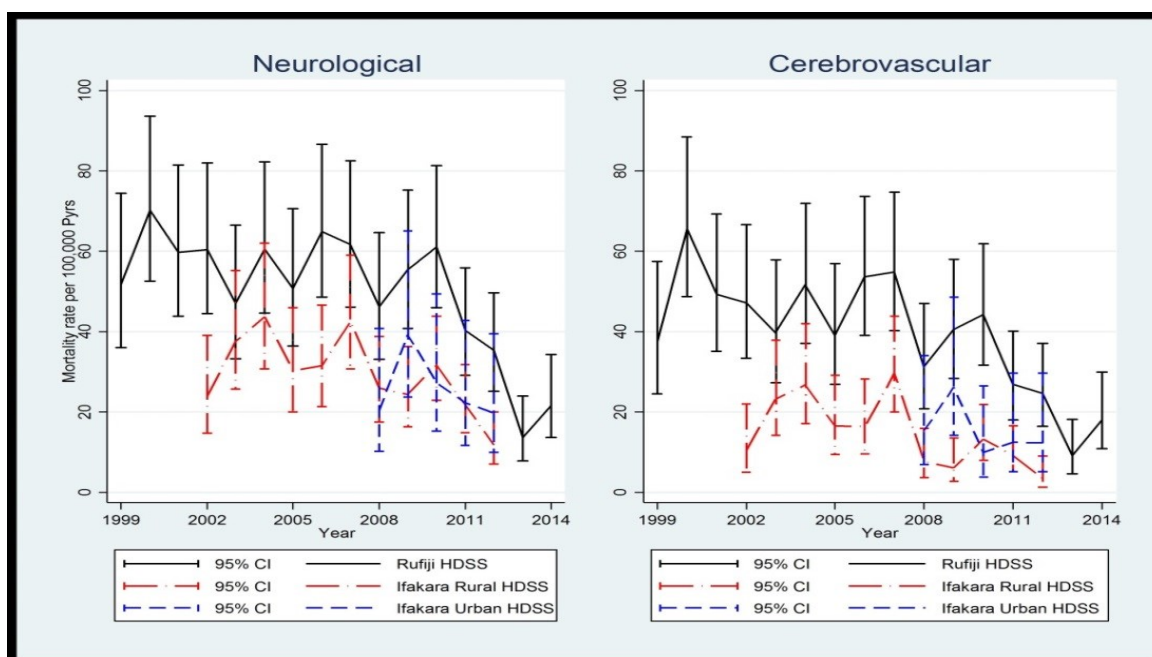 Neurological
Mortality rate per 100,000 Pyrs
100
80
60
40
20
0
1999 2002 2005 2008 2011 2014
Year
95% CI Rufiji HDSS
95% CI Ifakara Rural HDSS
95% CI Ifakara Urban HDSS
Cerebrovascular
100
80
60
40
20
0
1999 2002 2005 2008 2011 2014
Year
95% CI Rufiji HDSS
95% CI Ifakara Rural HDSS
95% CI Ifakara Urban HDSS